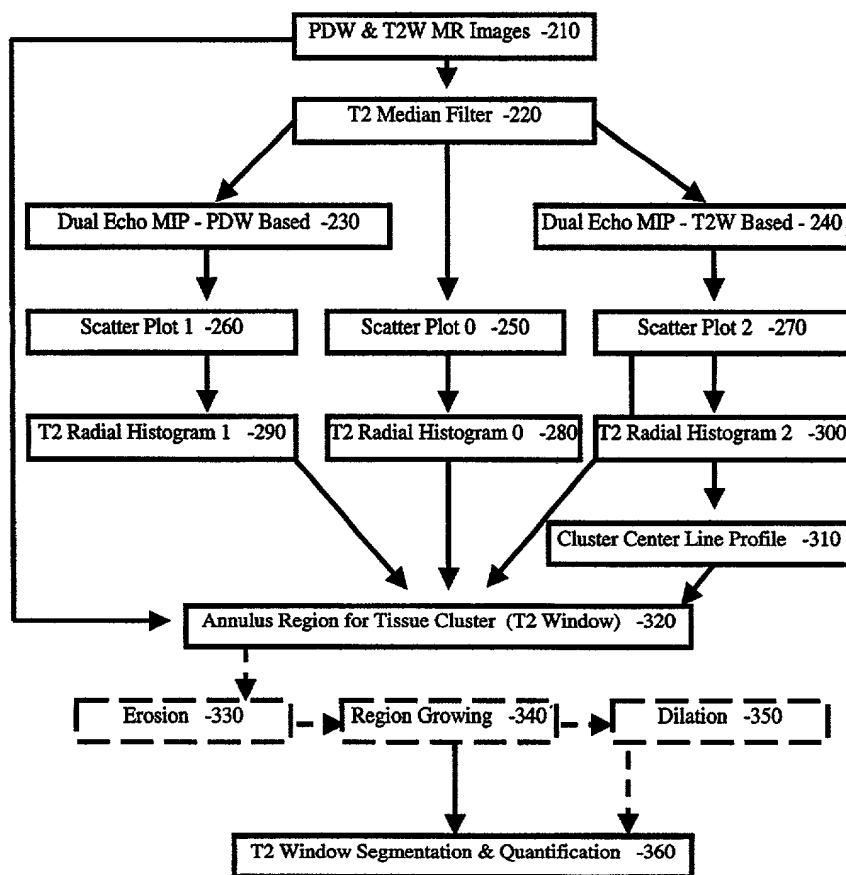 PDW & T2W MR Images -210
T2 Median Filter -220
Dual Echo MIP - PDW Based -230
Dual Echo MIP - T2W Based - 240
Scatter Plot 1 -260
Scatter Plot 0 -250
Scatter Plot 2 -270
T2 Radial Histogram 1 -290
T2 Radial Histogram 0 -280
T2 Radial Histogram 2 -300
Cluster Center Line Profile -310
Annulus Region for Tissue Cluster (T2 Window) -320
Erosion -330
Region Growing -340
Dilation -350
T2 Window Segmentation & Quantification -360